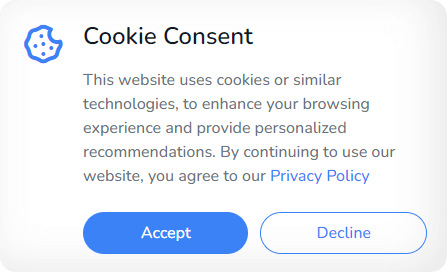 Cookie Consent
This website uses cookies or similar
technologies, to enhance your browsing
experience and provide personalized
recommendations. By continuing to use our
website, you agree to our Privacy Policy
Accept
Decline